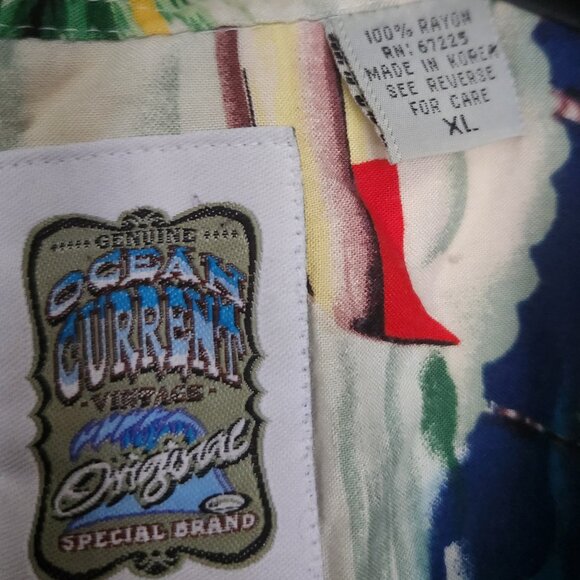 100% RAYON
RN: 67225
MADE IN KOREA
SEE REVERSE
FOR CARE
XL
GENUINE
OCEAN
CURRENT
- VINTAGE -
Original
SPECIAL BRAND